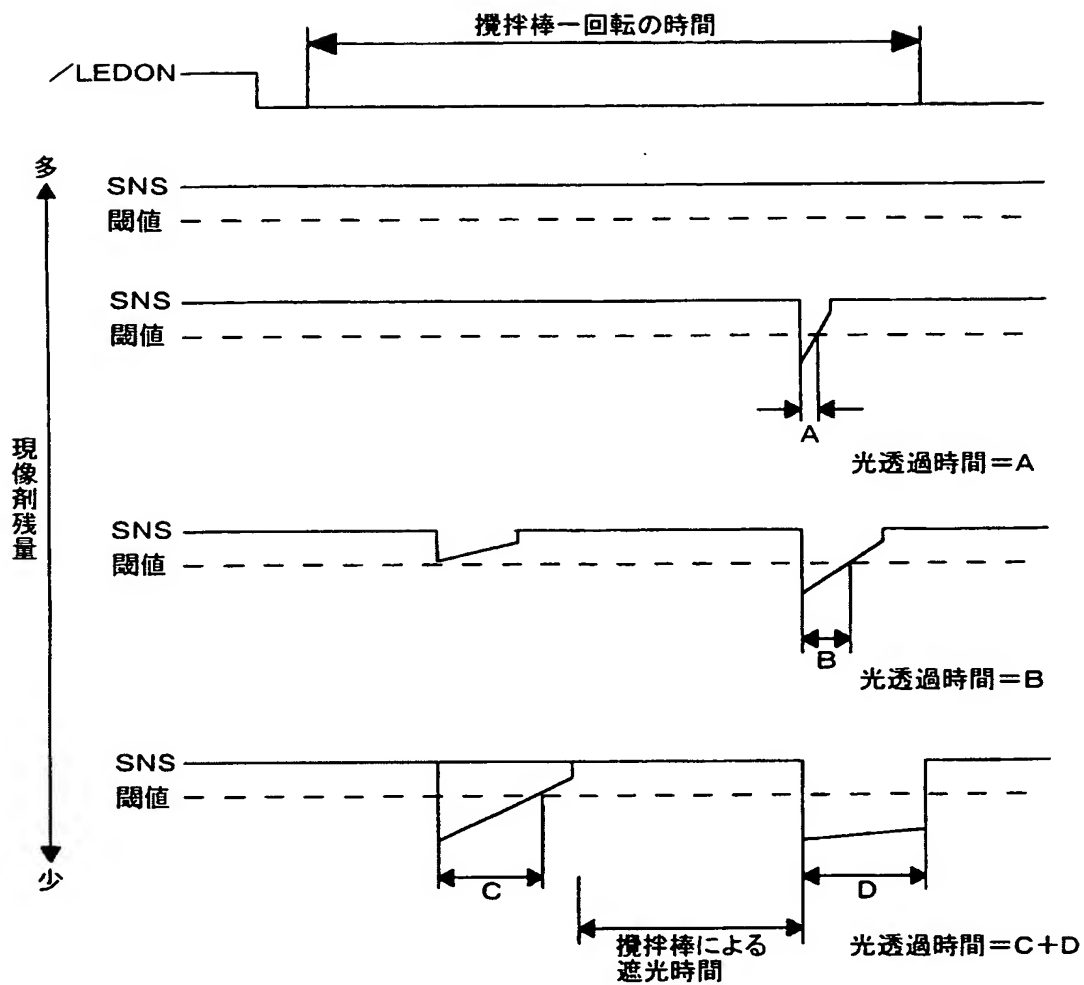 攪拌棒一回転の時間
／LEDON
多
SNS
閾値
SNS
閾値
A
光透過時間＝A
現像剤残量
SNS
閾値
B
光透過時間＝B
SNS
閾値
少
C
D
攪拌棒による
遮光時間
光透過時間＝C+D